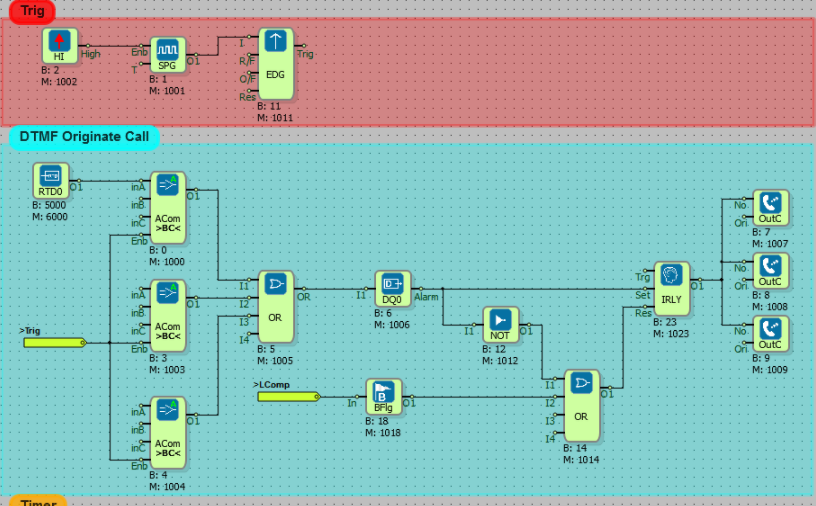 Trig
HI
High
B: 2
M: 1002
Enb
T
SPG
O1
B: 1
M: 1001
I
R/F
O/F
Res
EDG
Trig
B: 11
M: 1011
DTMF Originate Call
RTD0
O1
B: 5000
M: 6000
inA
inB
inC
Enb
ACom
>BC<
O1
B: 0
M: 1000
inA
inB
inC
Enb
ACom
>BC<
O1
B: 3
M: 1003
>Trig
inA
inB
inC
Enb
ACom
>BC<
O1
B: 4
M: 1004
I1
I2
I3
I4
OR
OR
B: 5
M: 1005
I1
DQ0
Alarm
B: 6
M: 1006
I1
NOT
O1
B: 12
M: 1012
>LComp
In
B
BFlg
O1
B: 18
M: 1018
I1
I2
I3
I4
OR
O1
B: 14
M: 1014
Trg
Set
Res
IRLY
O1
B: 23
M: 1023
No
Ori
OutC
B: 7
M: 1007
No
Ori
OutC
B: 8
M: 1008
No
Ori
OutC
B: 9
M: 1009
Timer